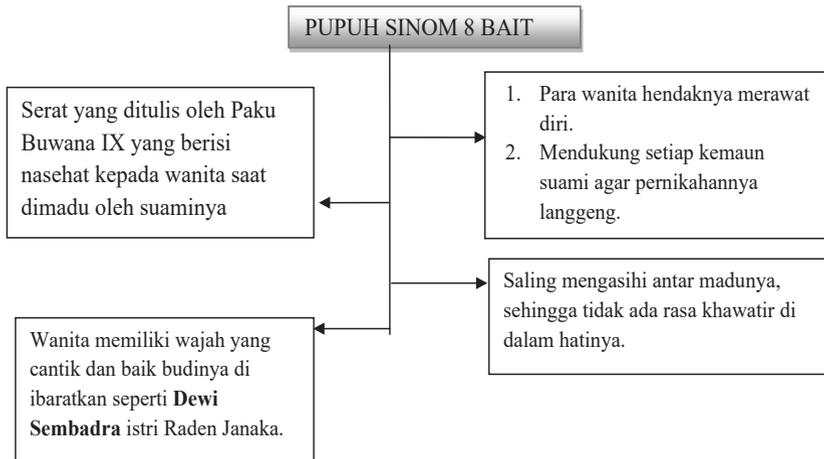 PUPUH SINOM 8 BAIT
Serat yang ditulis oleh Paku
Buwana IX yang berisi
nasehat kepada wanita saat
dimadu oleh suaminya
1. Para wanita hendaknya merawat
diri.
2. Mendukung setiap kemaun
suami agar pernikahannya
langgeng.
Saling mengasihi antar madunya,
sehingga tidak ada rasa khawatir di
dalam hatinya.
Wanita memiliki wajah yang
cantik dan baik budinya di
ibaratkan seperti Dewi
Sembadra istri Raden Janaka.